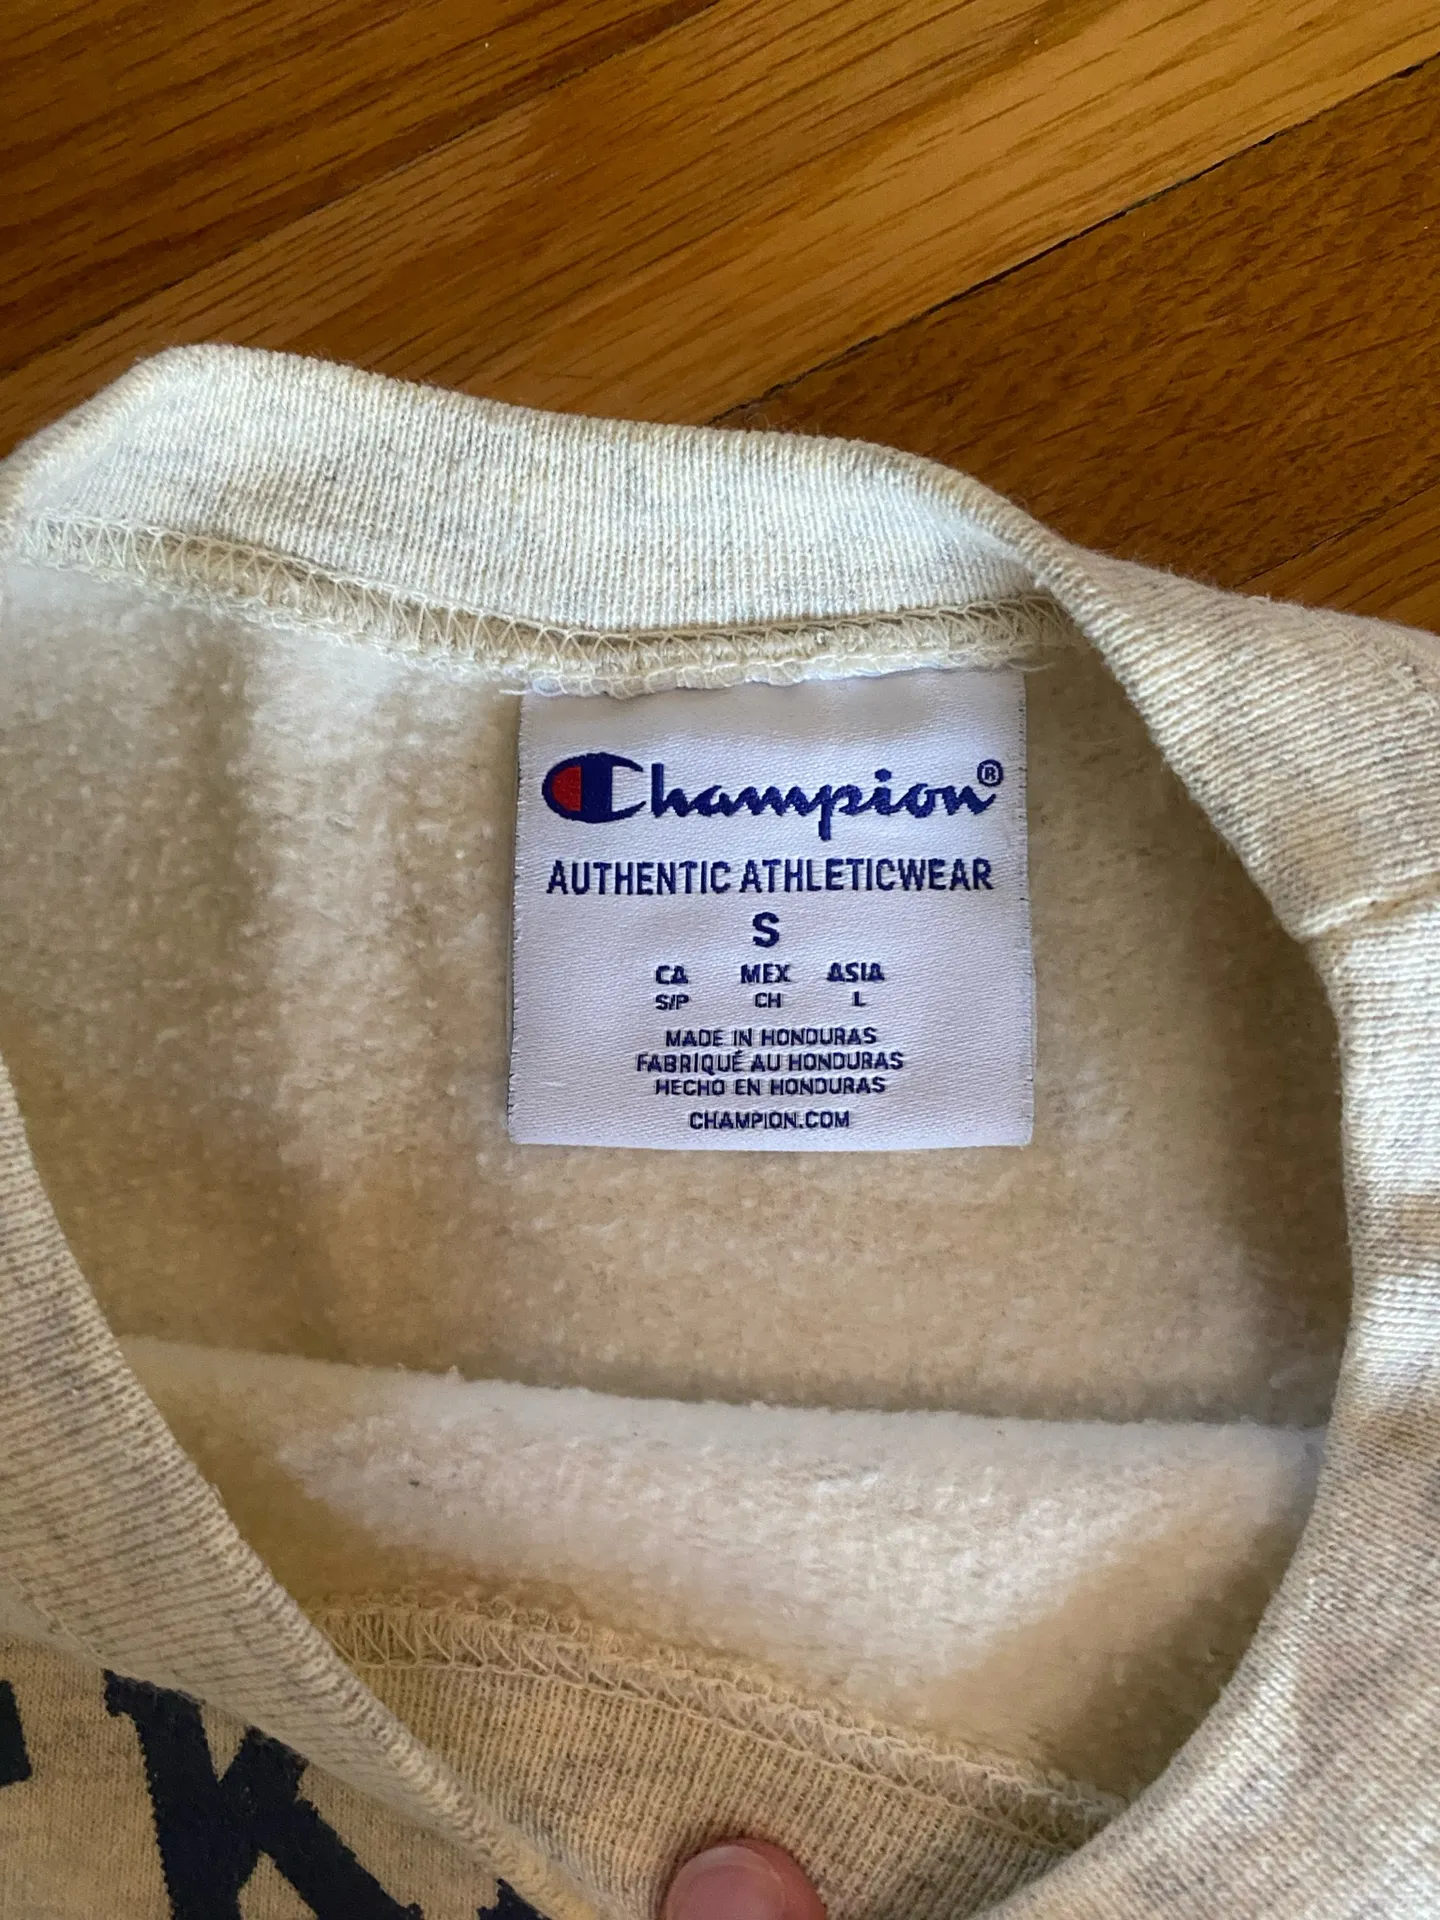 Champion®
AUTHENTIC ATHLETICWEAR
S
CA MEX ASIA
S/P CH L
MADE IN HONDURAS
FABRIQUÉ AU HONDURAS
HECHO EN HONDURAS
CHAMPION.COM
K